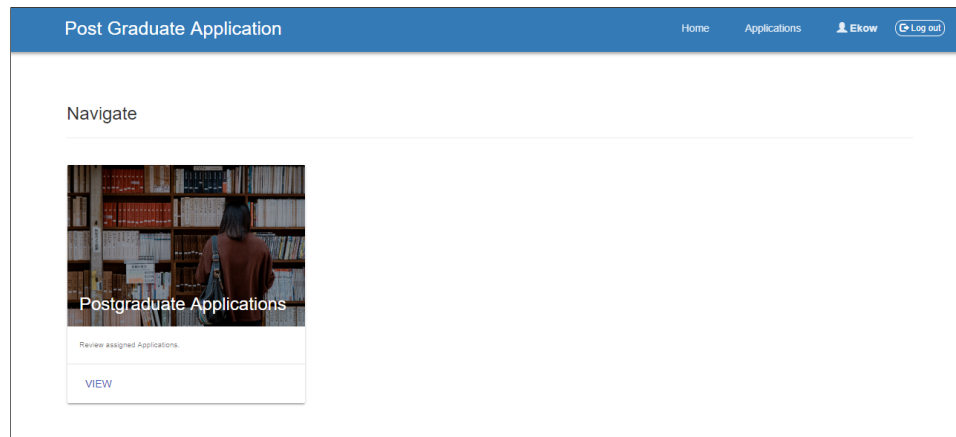 Post Graduate Application Home Applications Ekow Log out
Navigate
Postgraduate Applications
Review assigned Applications.
VIEW